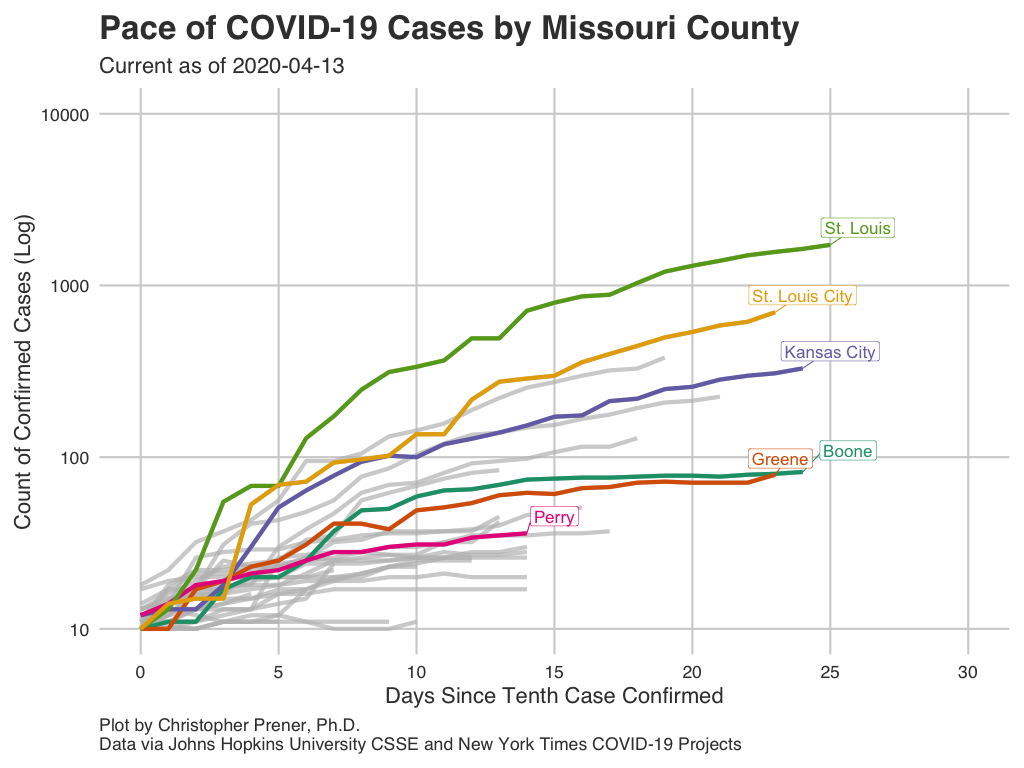 Pace of COVID-19 Cases by Missouri County
Current as of 2020-04-13
Count of Confirmed Cases (Log)
10000
1000
100
10
St. Louis
St. Louis City
Kansas City
Boone
Greene
Perry
0 5 10 15 20 25 30
Days Since Tenth Case Confirmed
Plot by Christopher Prener, Ph.D.
Data via Johns Hopkins University CSSE and New York Times COVID-19 Projects